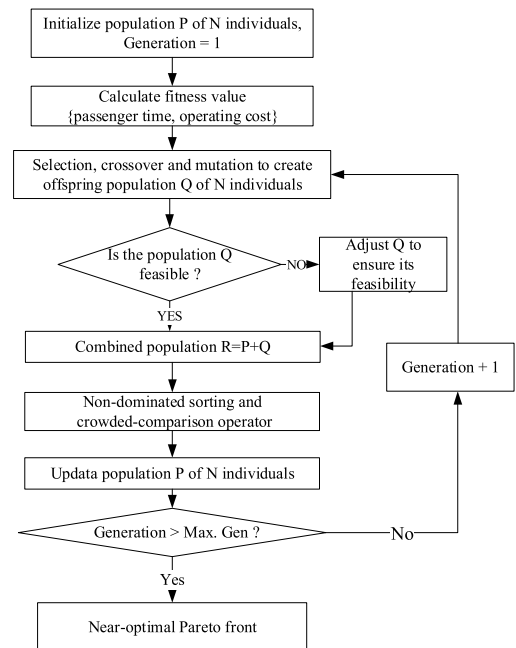 Initialize population P of N individuals,
Generation = 1
Calculate fitness value
{passenger time, operating cost}
Selection, crossover and mutation to create
offspring population Q of N individuals
Is the population Q
feasible ?
NO
Adjust Q to
ensure its
feasibility
YES
Combined population R=P+Q
Generation + 1
Non-dominated sorting and
crowded-comparison operator
Updata population P of N individuals
Generation > Max. Gen ?
No
Yes
Near-optimal Pareto front